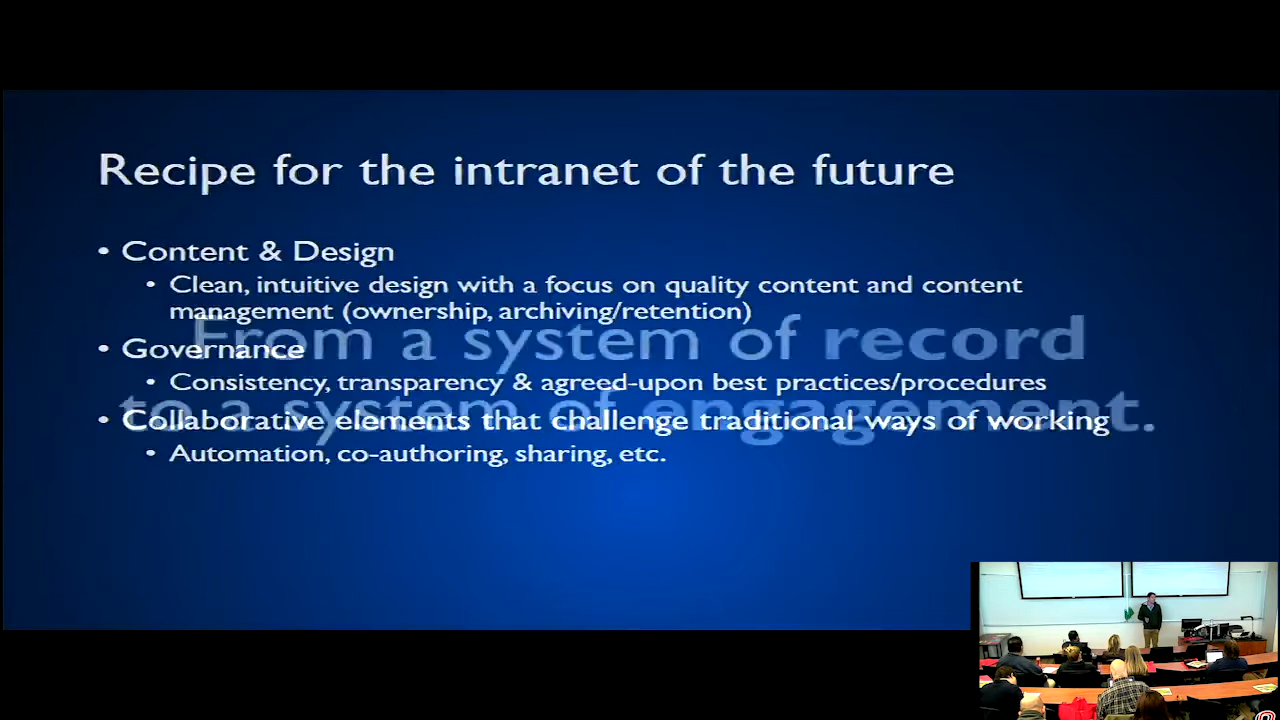 Recipe for the intranet of the future
• Content & Design
• Clean, intuitive design with a focus on quality content and content
management (ownership, archiving/retention)
• Governance
• Consistency, transparency & agreed-upon best practices/procedures
• Collaborative elements that challenge traditional ways of working
• Automation, co-authoring, sharing, etc.
From a system of record
to a system of engagement.